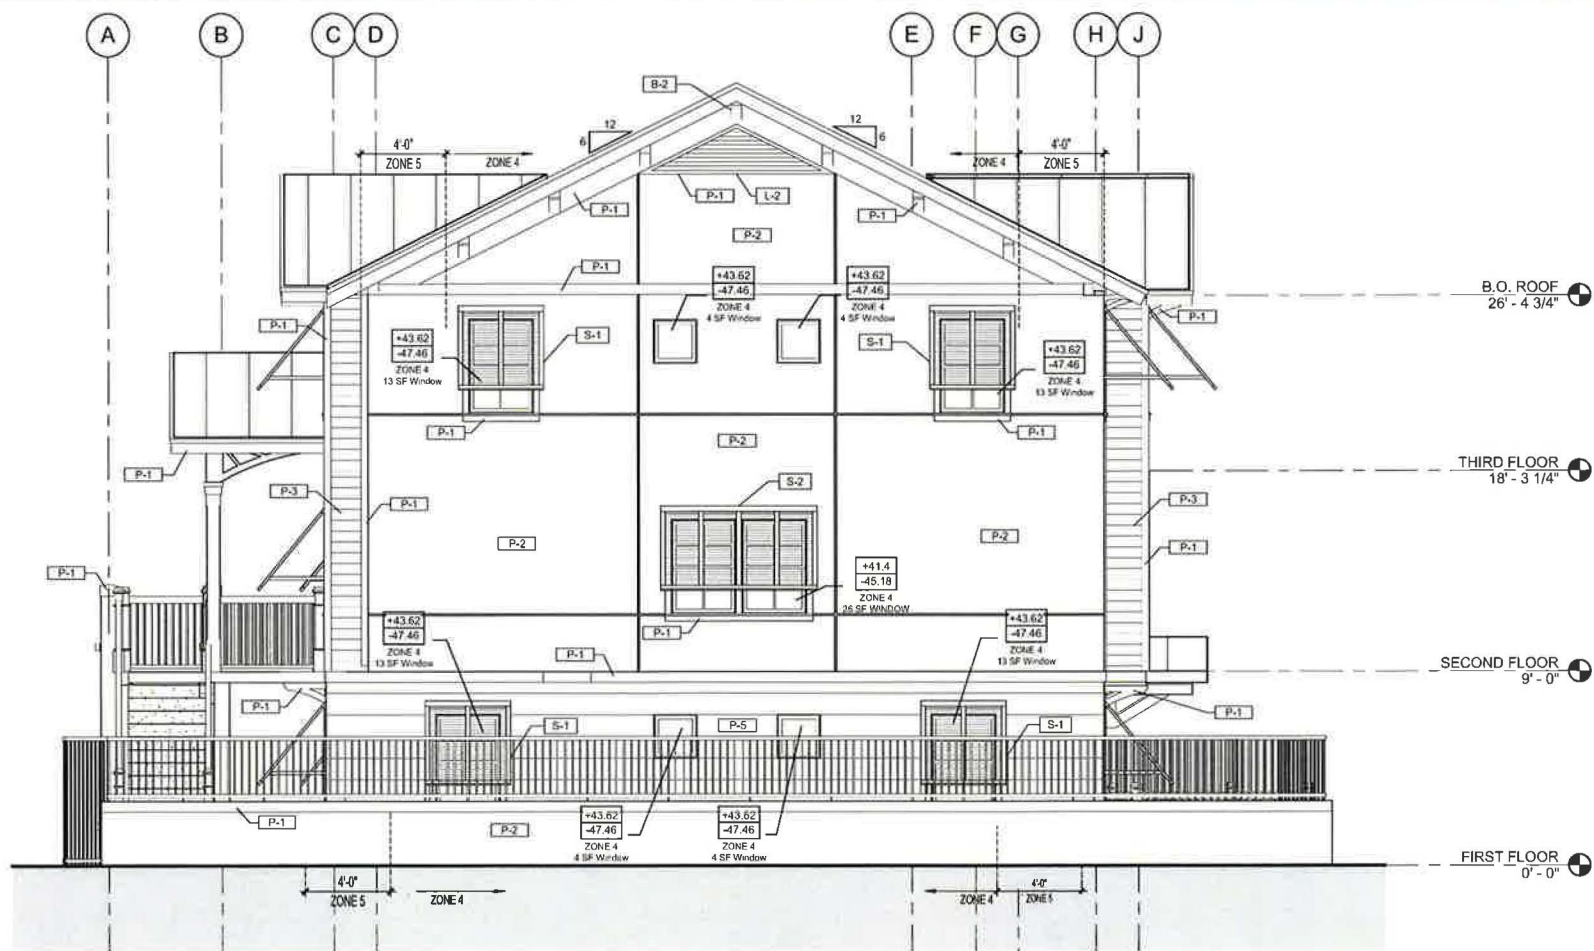 A B C D E F G H J
B-2
12
6
12
6
4'-0"
ZONE 5
ZONE 4
ZONE 4
4'-0"
ZONE 5
P-1
P-1
L-2
P-1
P-2
P-1
+43.62
-47.46
ZONE 4
4 SF Window
+43.62
-47.46
ZONE 4
4 SF Window
B.O. ROOF
26' - 4 3/4"
P-1
P-1
+43.62
-47.46
ZONE 4
13 SF Window
S-1
S-1
+43.62
-47.46
ZONE 4
13 SF Window
P-1
P-2
P-1
P-1
THIRD FLOOR
18' - 3 1/4"
P-3
P-1
S-2
P-3
P-2
P-2
P-1
P-1
+41.4
-45.18
ZONE 4
26 SF WINDOW
+43.62
-47.46
ZONE 4
13 SF Window
P-1
+43.62
-47.46
ZONE 4
13 SF Window
P-1
SECOND FLOOR
9' - 0"
P-1
S-1
P-5
S-1
P-1
P-1
P-2
+43.62
-47.46
ZONE 4
4 SF Window
+43.62
-47.46
ZONE 4
4 SF Window
FIRST FLOOR
0' - 0"
4'-0"
ZONE 5
ZONE 4
ZONE 4
4'-0"
ZONE 5